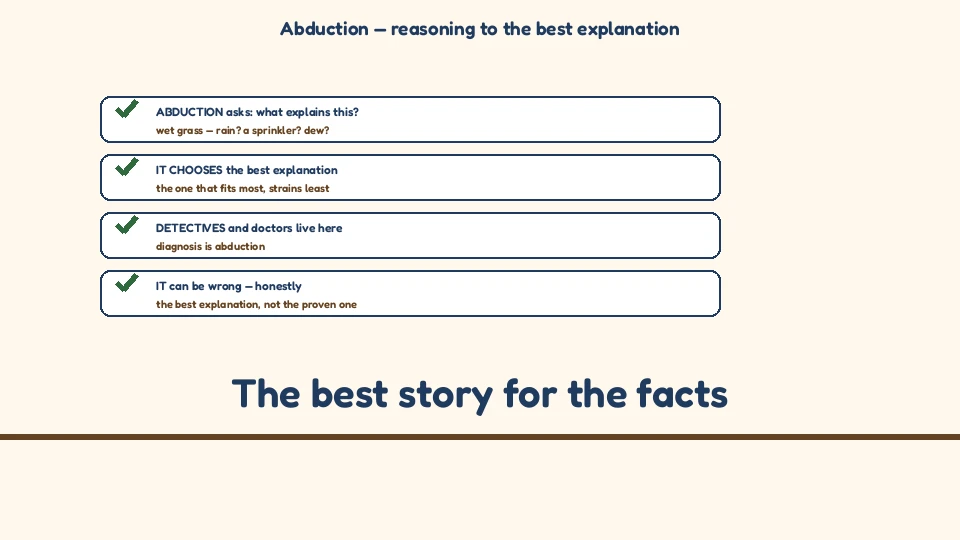 Abduction — reasoning to the best explanation
ABDUCTION asks: what explains this?
wet grass — rain? a sprinkler? dew?
IT CHOOSES the best explanation
the one that fits most, strains least
DETECTIVES and doctors live here
diagnosis is abduction
IT can be wrong — honestly
the best explanation, not the proven one
The best story for the facts